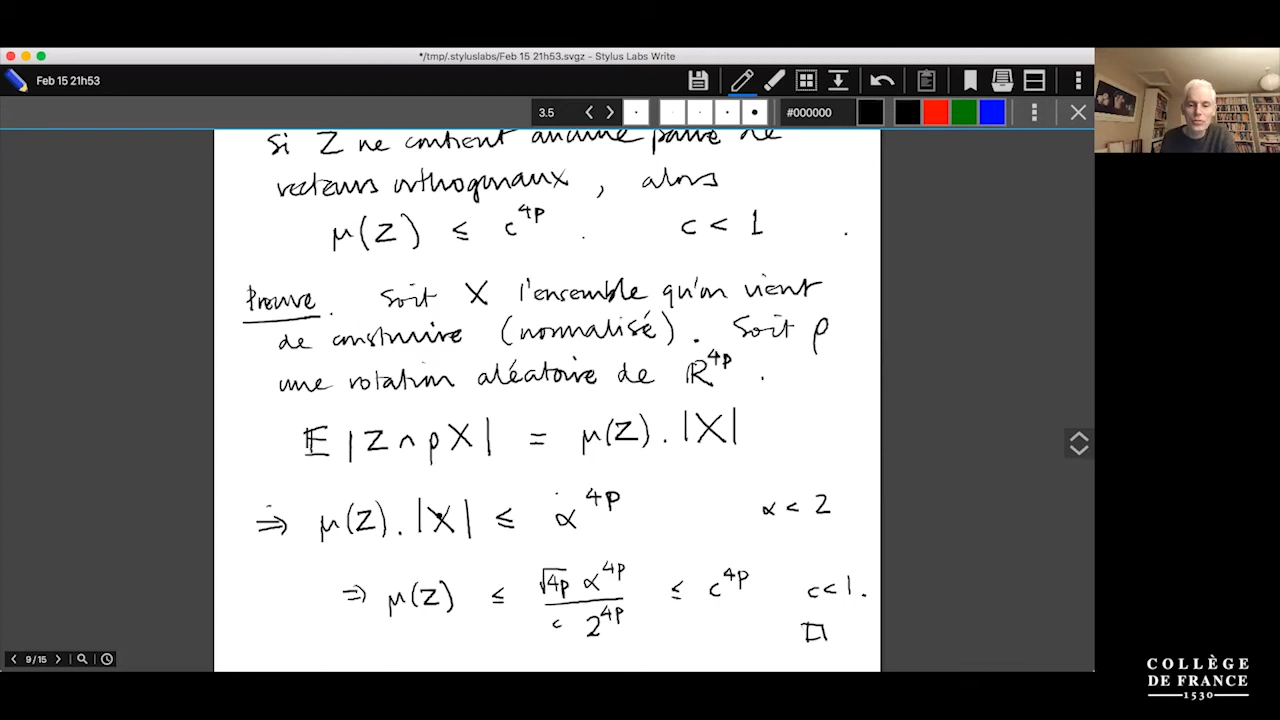 */tmp/.styluslabs/Feb 15 21h53.svgz - Stylus Labs Write
Feb 15 21h53
3.5
#000000
Si Z ne contient aucune paire de
vecteurs orthogonaux, alors
μ(Z) ≤ c^{4p} . c < 1 .
Preuve. Soit X l'ensemble qu'on vient
de construire (normalisé). Soit ρ
une rotation aléatoire de ℝ^{4p}.
𝔼 |Z ∩ ρX| = μ(Z). |X|
⇒ μ(Z). |X| ≤ α^{4p} α < 2
⇒ μ(Z) ≤ \frac{√4p α^{4p}}{c 2^{4p}} ≤ c^{4p} c < 1.
□
9/15
COLLÈGE
DE FRANCE
1530